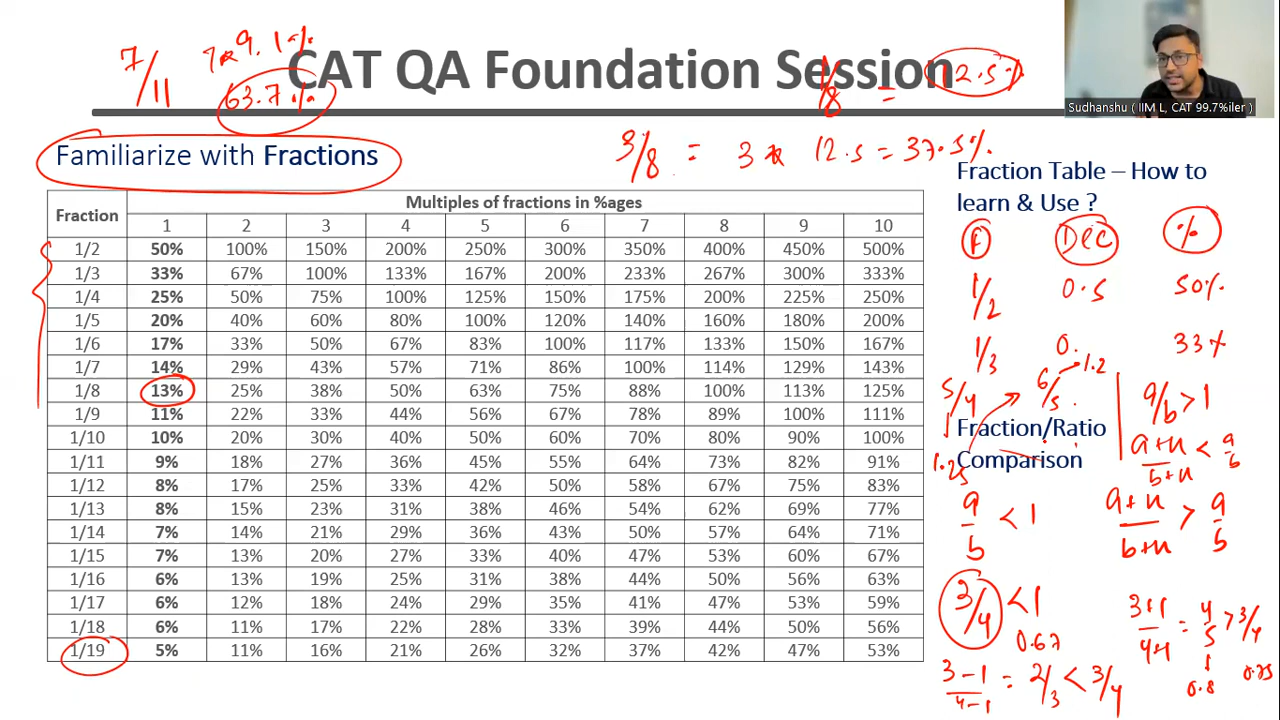 7/11 7*9.1%
63.7%
CAT QA Foundation Session
1/8 = 12.5%
Sudhanshu ( IIM L, CAT 99.7%iler )
Familiarize with Fractions
3/8 = 3 * 12.5 = 37.5%
Fraction Multiples of fractions in %ages
1 2 3 4 5 6 7 8 9 10
1/2 50% 100% 150% 200% 250% 300% 350% 400% 450% 500%
1/3 33% 67% 100% 133% 167% 200% 233% 267% 300% 333%
1/4 25% 50% 75% 100% 125% 150% 175% 200% 225% 250%
1/5 20% 40% 60% 80% 100% 120% 140% 160% 180% 200%
1/6 17% 33% 50% 67% 83% 100% 117% 133% 150% 167%
1/7 14% 29% 43% 57% 71% 86% 100% 114% 129% 143%
1/8 13% 25% 38% 50% 63% 75% 88% 100% 113% 125%
1/9 11% 22% 33% 44% 56% 67% 78% 89% 100% 111%
1/10 10% 20% 30% 40% 50% 60% 70% 80% 90% 100%
1/11 9% 18% 27% 36% 45% 55% 64% 73% 82% 91%
1/12 8% 17% 25% 33% 42% 50% 58% 67% 75% 83%
1/13 8% 15% 23% 31% 38% 46% 54% 62% 69% 77%
1/14 7% 14% 21% 29% 36% 43% 50% 57% 64% 71%
1/15 7% 13% 20% 27% 33% 40% 47% 53% 60% 67%
1/16 6% 13% 19% 25% 31% 38% 44% 50% 56% 63%
1/17 6% 12% 18% 24% 29% 35% 41% 47% 53% 59%
1/18 6% 11% 17% 22% 28% 33% 39% 44% 50% 56%
1/19 5% 11% 16% 21% 26% 32% 37% 42% 47% 53%
Fraction Table – How to
learn & Use ?
F DEC %
1/2 0.5 50%
1/3 0. 33%
5/4 6/5 1.2
1.25
a/b > 1
a+x/b+x < a/b
Fraction/Ratio
Comparison
a/b < 1 a+x/b+x > a/b
3/4 < 1 3+1/4+1 = 4/5 > 3/4
0.67 0.8 0.75
3-1/4-1 = 2/3 < 3/4